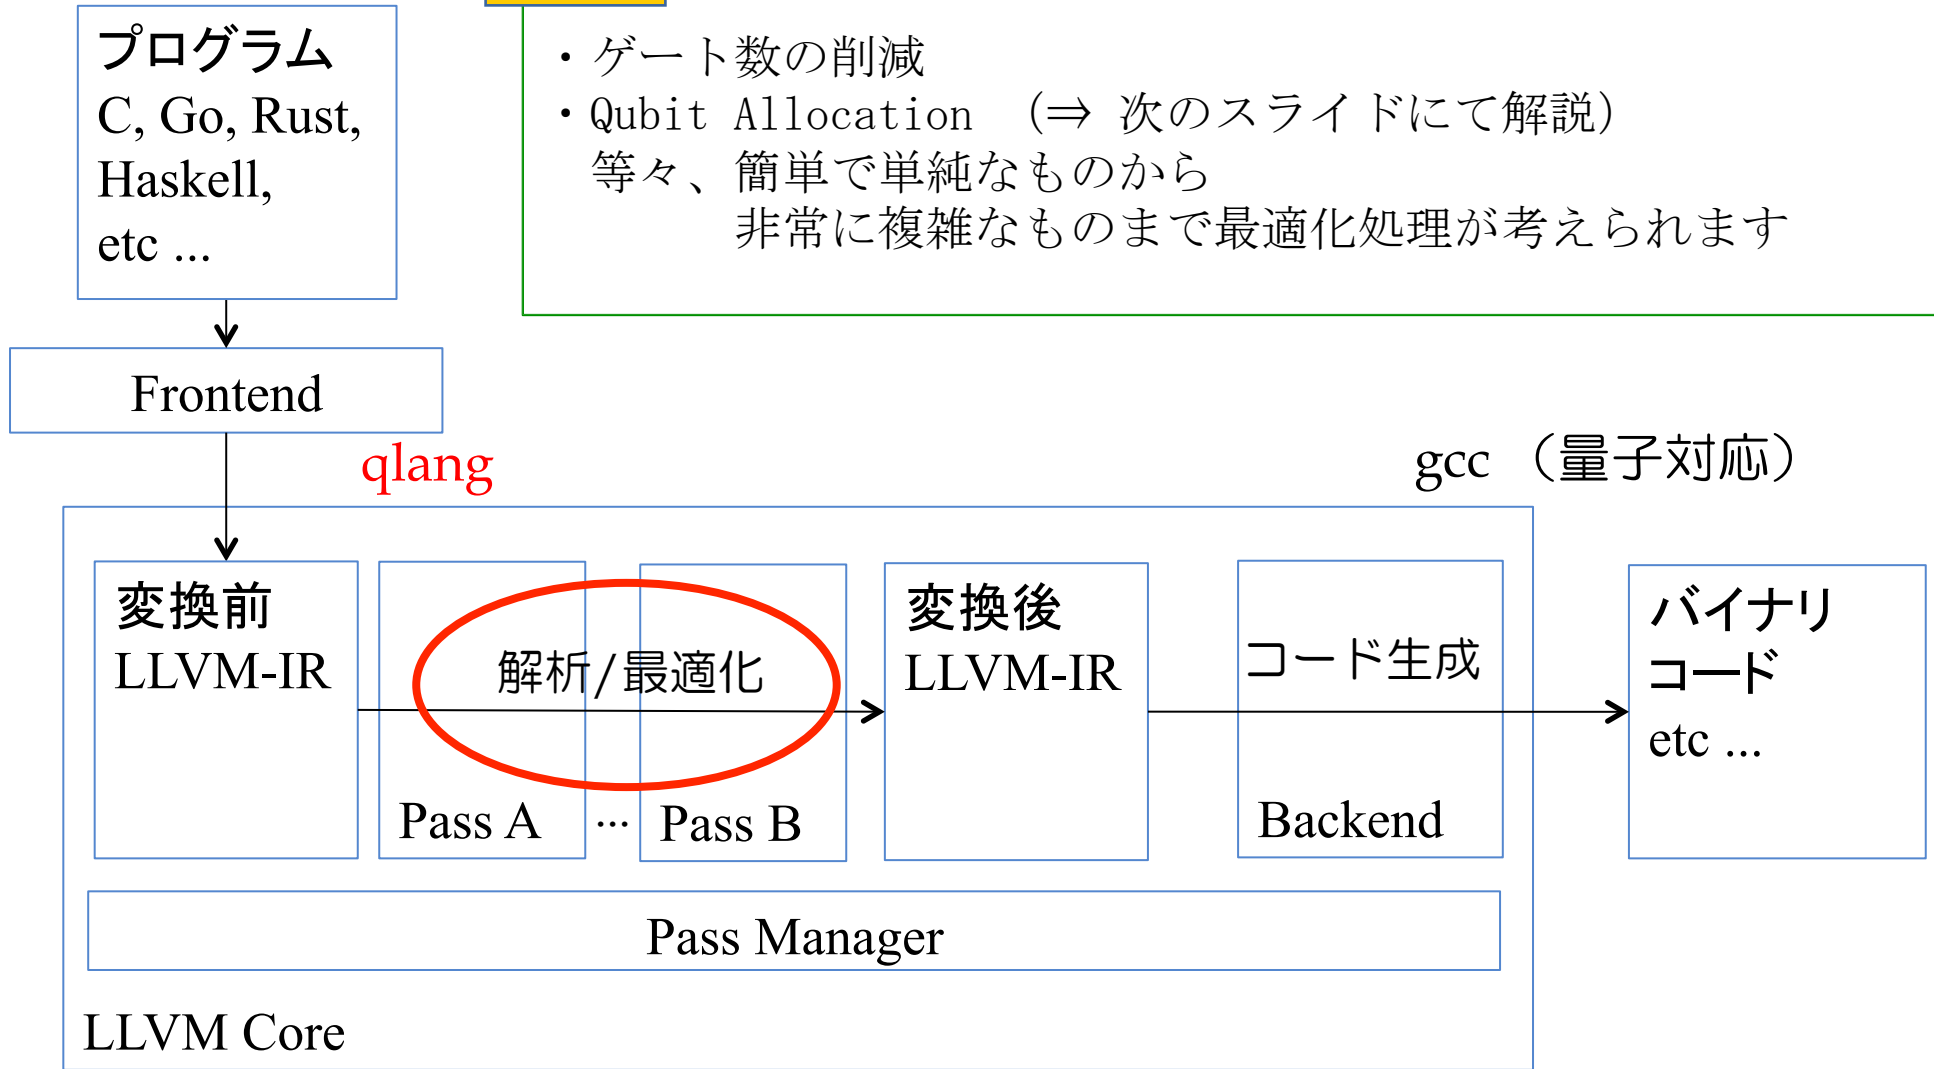 プログラム
C, Go, Rust,
Haskell,
etc ...
・ゲート数の削減
・Qubit Allocation （⇒ 次のスライドにて解説）
等々、簡単で単純なものから
非常に複雑なものまで最適化処理が考えられます
Frontend
qlang
gcc （量子対応）
変換前
LLVM-IR
解析/最適化
Pass A
...
Pass B
変換後
LLVM-IR
コード生成
Backend
バイナリ
コード
etc ...
Pass Manager
LLVM Core